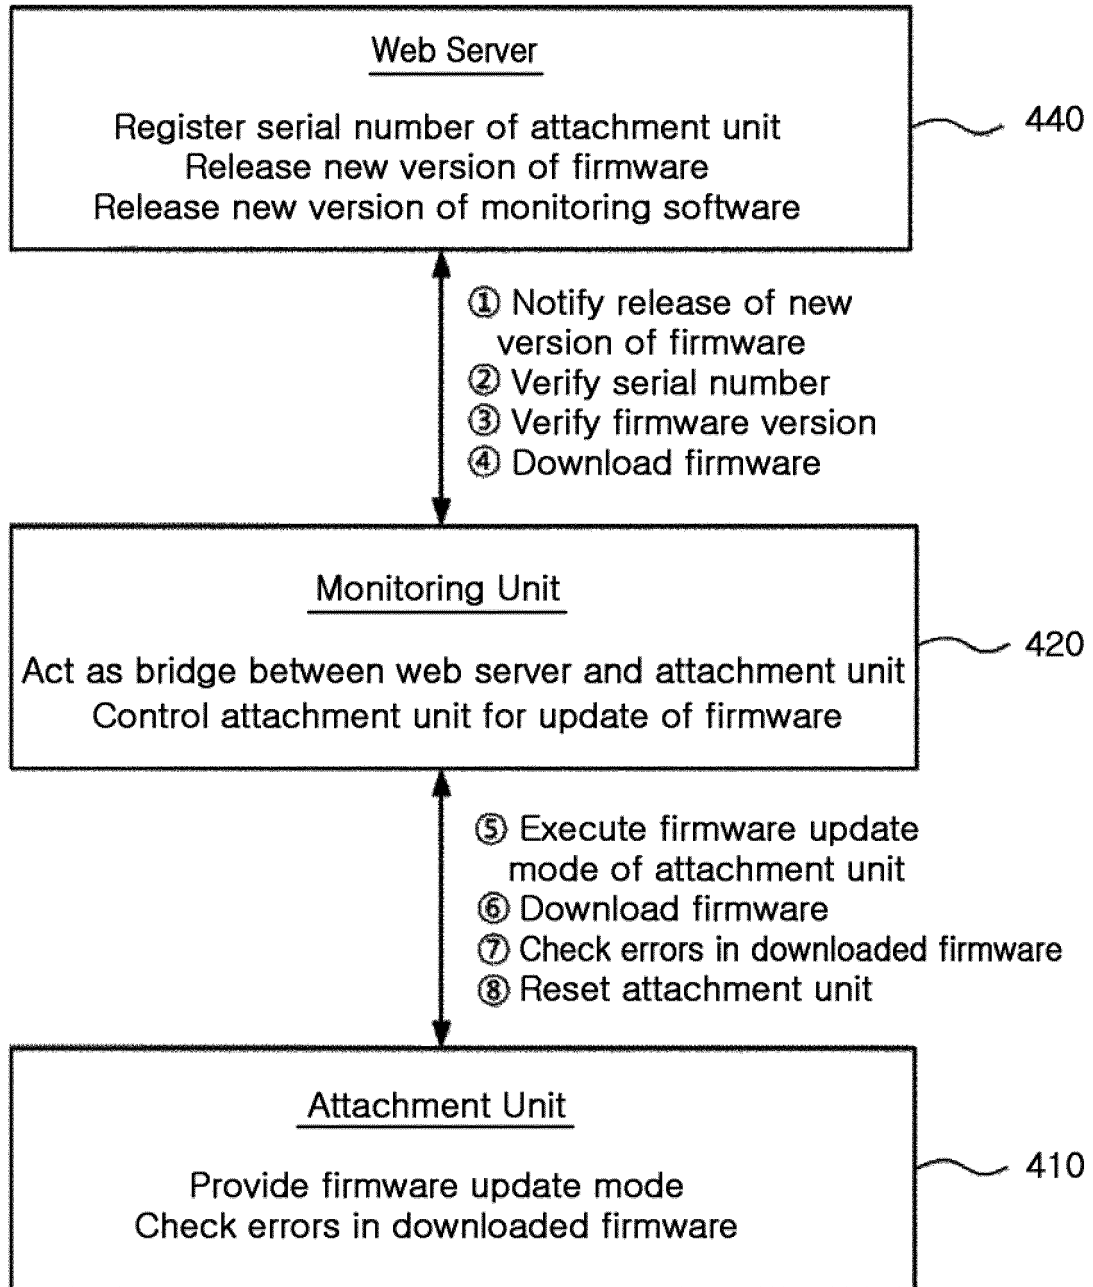 Web Server
Register serial number of attachment unit
Release new version of firmware
Release new version of monitoring software
440
① Notify release of new
version of firmware
② Verify serial number
③ Verify firmware version
④ Download firmware
Monitoring Unit
Act as bridge between web server and attachment unit
Control attachment unit for update of firmware
420
⑤ Execute firmware update
mode of attachment unit
⑥ Download firmware
⑦ Check errors in downloaded firmware
⑧ Reset attachment unit
Attachment Unit
Provide firmware update mode
Check errors in downloaded firmware
410